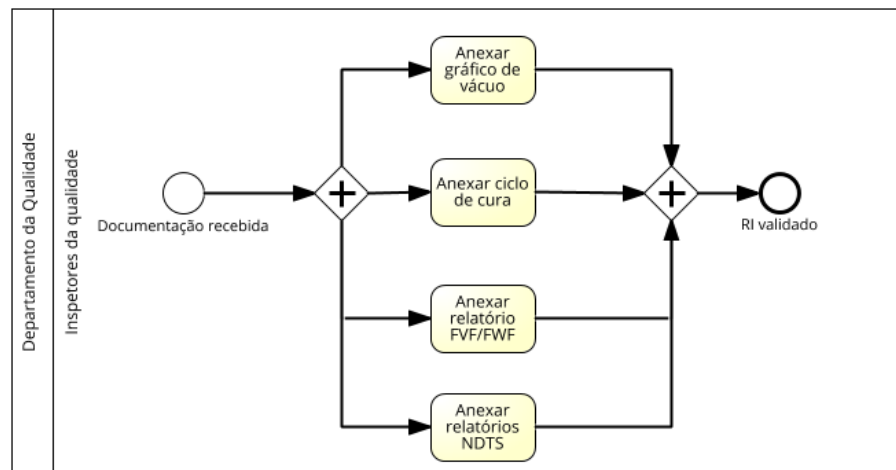 Departamento da Qualidade
Inspetores da qualidade
Documentação recebida
Anexar
gráfico de
vácuo
Anexar ciclo
de cura
Anexar
relatório
FVF/FWF
Anexar
relatórios
NDTS
RI validado